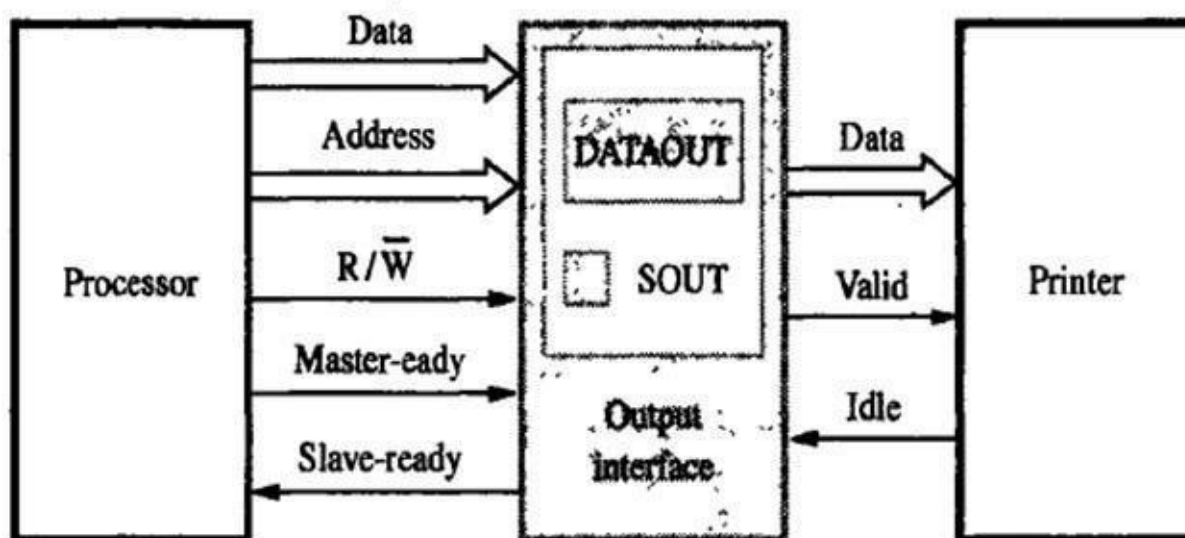 Data
Address
R/W̅
Master-eady
Slave-ready
Processor
DATAOUT
SOUT
Output
interface
Data
Valid
Idle
Printer